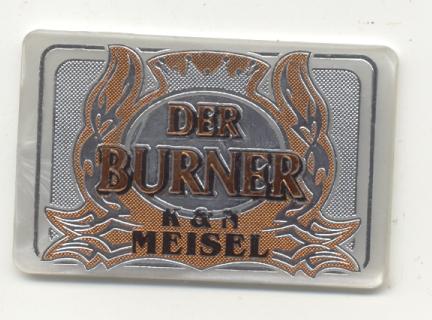 DER
BURNER
K & N
MEISEL